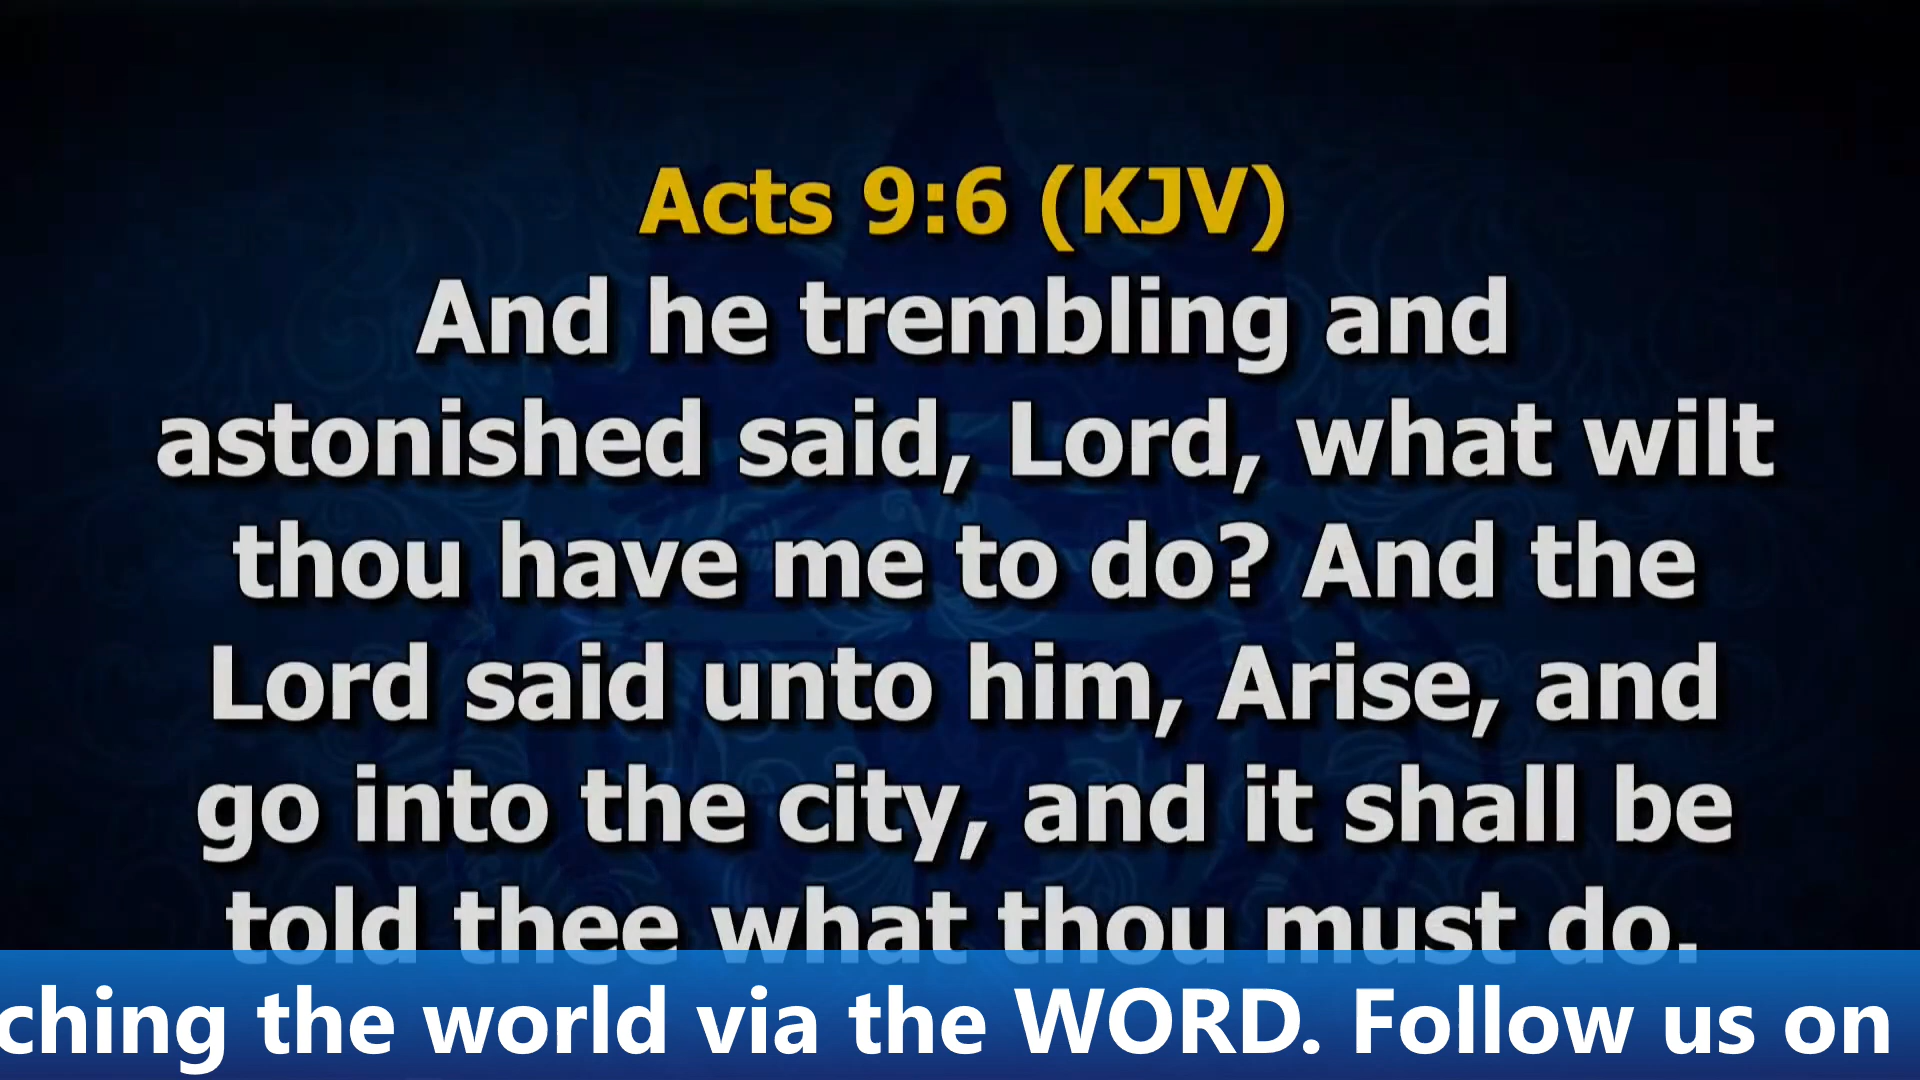 Acts 9:6 (KJV)
And he trembling and
astonished said, Lord, what wilt
thou have me to do? And the
Lord said unto him, Arise, and
go into the city, and it shall be
told thee what thou must do.
ching the world via the WORD. Follow us on